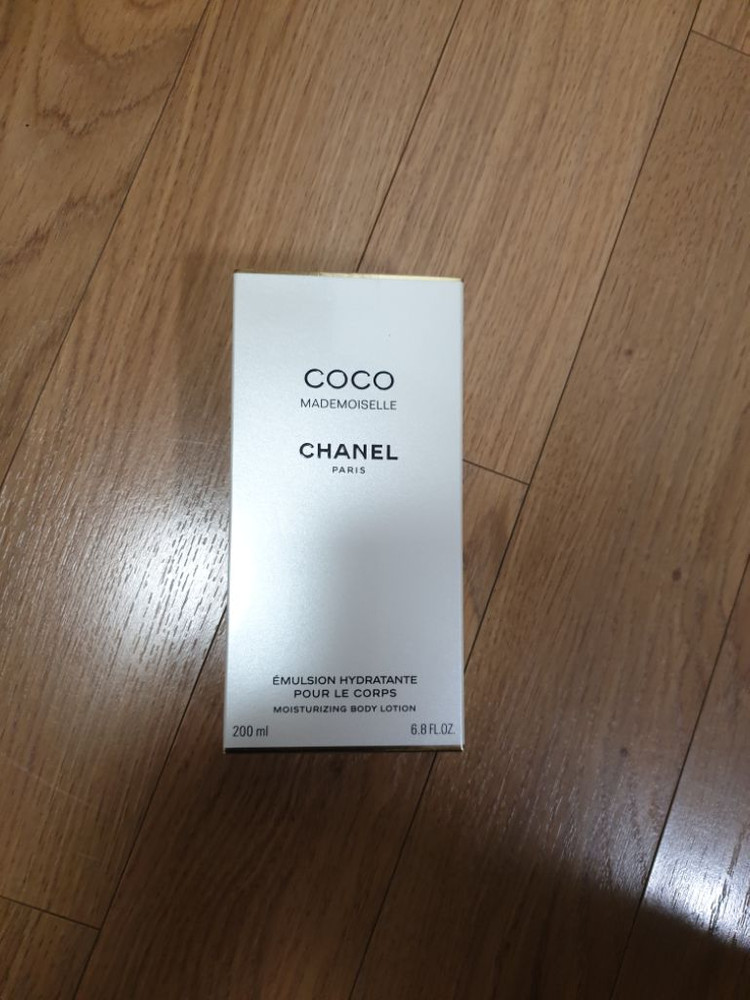 COCO
MADEMOISELLE
CHANEL
PARIS
ÉMULSION HYDRATANTE
POUR LE CORPS
MOISTURIZING BODY LOTION
200 ml 6.8 FL.OZ.